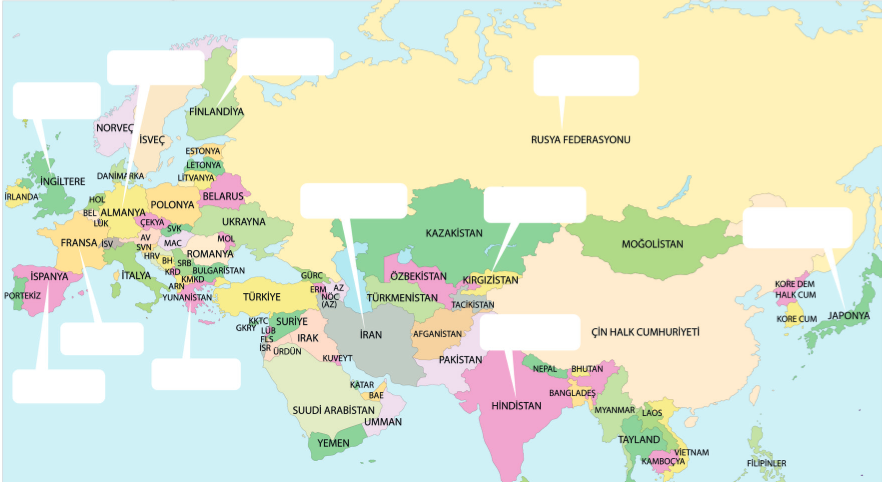 FİNLANDİYA
NORVEÇ
İSVEÇ
RUSYA FEDERASYONU
ESTONYA
LETONYA
LİTVANYA
DANİMARKA
İNGİLTERE
İRLANDA
HOL
BELARUS
POLONYA
BEL
ALMANYA
LÜK
ÇEKYA
UKRAYNA
SVK
KAZAKİSTAN
FRANSA
İSV
AV
MAC
MOL
MOĞOLİSTAN
SVN
HRV
ROMANYA
BH
SRB
İTALYA
KRD
BULGARİSTAN
KMKD
ARN
İSPANYA
PORTEKİZ
YUNANİSTAN
TÜRKİYE
GÜRC
ERM
AZ
NOC
(AZ)
ÖZBEKİSTAN
KIRGIZİSTAN
TÜRKMENİSTAN
TACİKİSTAN
KORE DEM
HALK CUM
KORE CUM
JAPONYA
KKTC
GKRY
SURİYE
LÜB
FLS
İSR
IRAK
ÜRDÜN
İRAN
AFGANİSTAN
ÇİN HALK CUMHURİYETİ
KUVEYT
PAKİSTAN
NEPAL
BHUTAN
KATAR
BAE
BANGLADEŞ
SUUDİ ARABİSTAN
UMMAN
HİNDİSTAN
MYANMAR
LAOS
YEMEN
TAYLAND
VİETNAM
KAMBOÇYA
FİLİPİNLER